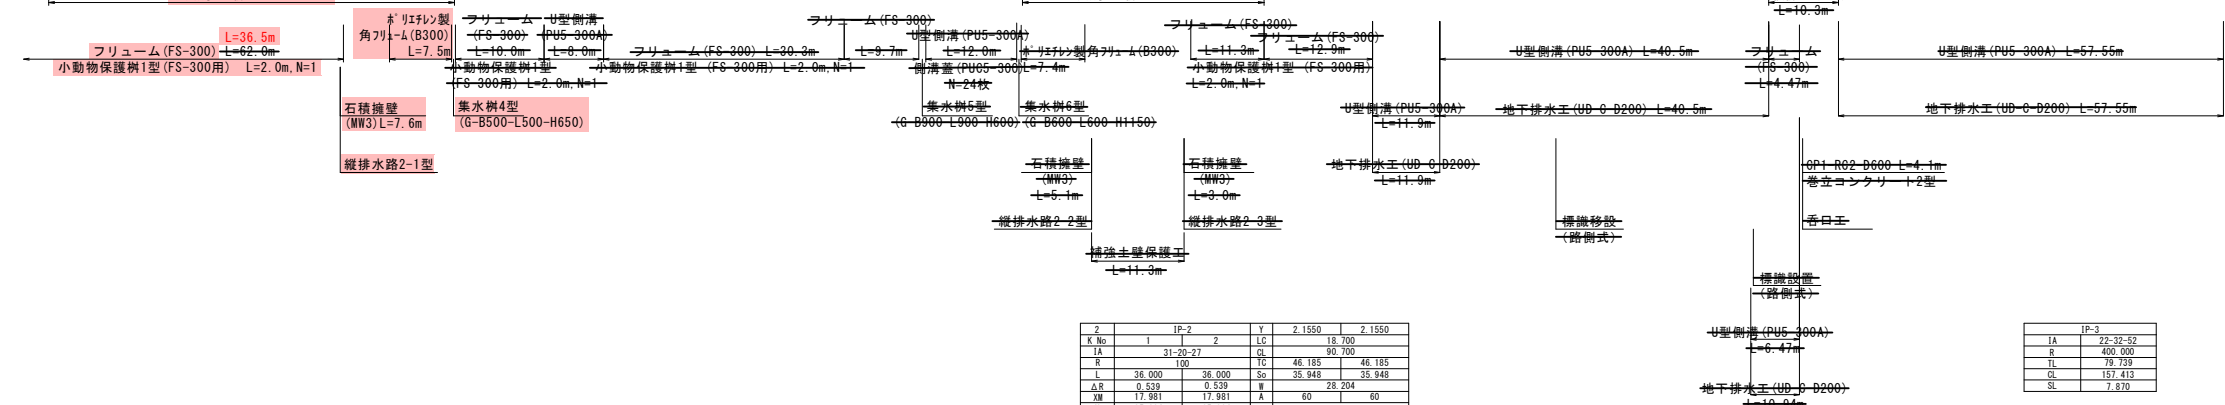 L=36.5m
フリューム(FS-300) L=62.0m
小動物保護桝1型(FS-300用) L=2.0m,N=1
ポリエチレン製
角フリューム(B300)
L=7.5m
フリューム
(FS-300)
L=10.0m
U型側溝
(PU5-300A)
L=8.0m
小動物保護桝1型
(FS-300用) L=2.0m,N=1
フリューム(FS-300) L=30.3m
小動物保護桝1型 (FS-300用) L=2.0m,N=1
フリューム(FS-300)
L=9.7m
U型側溝(PU5-300A)
L=12.0m
側溝蓋(PUC5-300)
N=24枚
ポリエチレン製角フリューム(B300)
L=7.4m
フリューム(FS-300)
L=11.3m
フリューム(FS-300)
L=12.9m
小動物保護桝1型 (FS-300用)
L=2.0m,N=1
U型側溝(PU5-300A) L=40.5m
L=10.3m
フリューム
(FS-300)
L=4.47m
U型側溝(PU5-300A) L=57.55m
石積擁壁
(MW3)L=7.6m
集水桝4型
(G-B500-L500-H650)
集水桝5型
(G-B900-L900-H600)
集水桝6型
(G-B600-L600-H1150)
U型側溝(PU5-300A)
L=11.9m
地下排水工(UD-C-D200) L=40.5m
地下排水工(UD-C-D200) L=57.55m
縦排水路2-1型
石積擁壁
(MW3)
L=5.1m
石積擁壁
(MW3)
L=3.0m
地下排水工(UD-C-D200)
L=11.9m
CP1-RC2-D600 L=4.1m
巻立コンクリート2型
縦排水路2-2型
縦排水路2-3型
標識移設
(路側式)
呑口工
補強土壁保護工
L=11.3m
標識設置
(路側式)
U型側溝(PU5-300A)
L=6.47m
地下排水工(UD-C-D200)
2 IP-2 Y 2.1550 2.1550
K No 1 2 LC 18.700
IA 31-20-27 CL 90.700
R 100 TC 46.185 46.185
L 36.000 36.000 So 35.948 35.948
ΔR 0.539 0.539 W 28.204
XM 17.981 17.981 A 60 60
IP-3
IA 22-32-52
R 400.000
TL 79.739
CL 157.413
SL 7.870